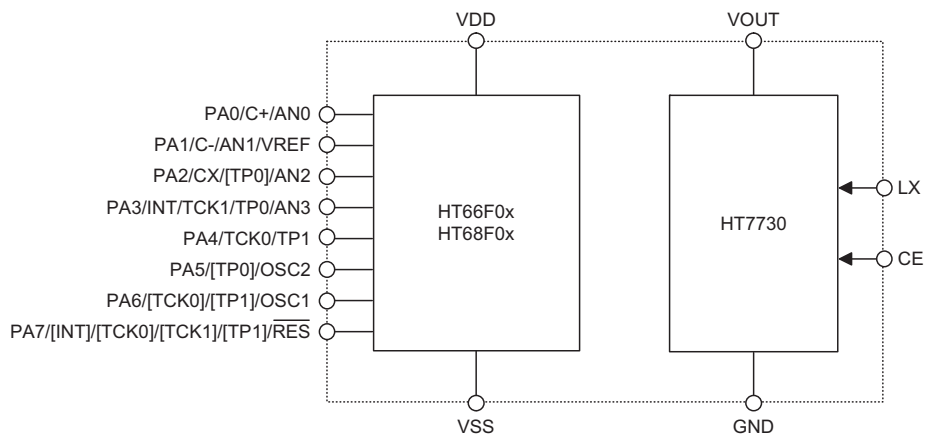 VDD
VOUT
PA0/C+/AN0
PA1/C-/AN1/VREF
PA2/CX/[TP0]/AN2
PA3/INT/TCK1/TP0/AN3
PA4/TCK0/TP1
PA5/[TP0]/OSC2
PA6/[TCK0]/[TP1]/OSC1
PA7/[INT]/[TCK0]/[TCK1]/[TP1]/R̅E̅S̅
HT66F0x
HT68F0x
HT7730
LX
CE
VSS
GND